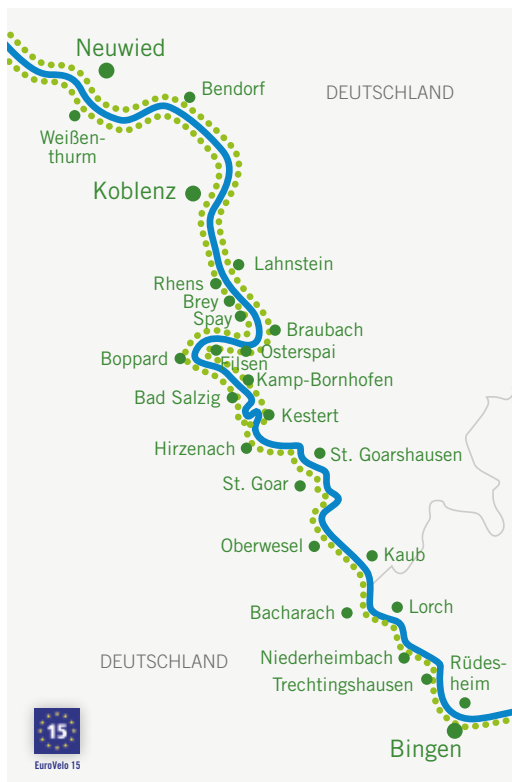 Neuwied
Bendorf
DEUTSCHLAND
Weißen-
thurm
Koblenz
Lahnstein
Rhens
Brey
Spay
Braubach
Osterspai
Boppard
Filsen
Kamp-Bornhofen
Bad Salzig
Kestert
Hirzenach
St. Goarshausen
St. Goar
Oberwesel
Kaub
Bacharach
Lorch
DEUTSCHLAND
Niederheimbach
Rüdes-
heim
Trechtingshausen
15
Bingen
EuroVelo 15